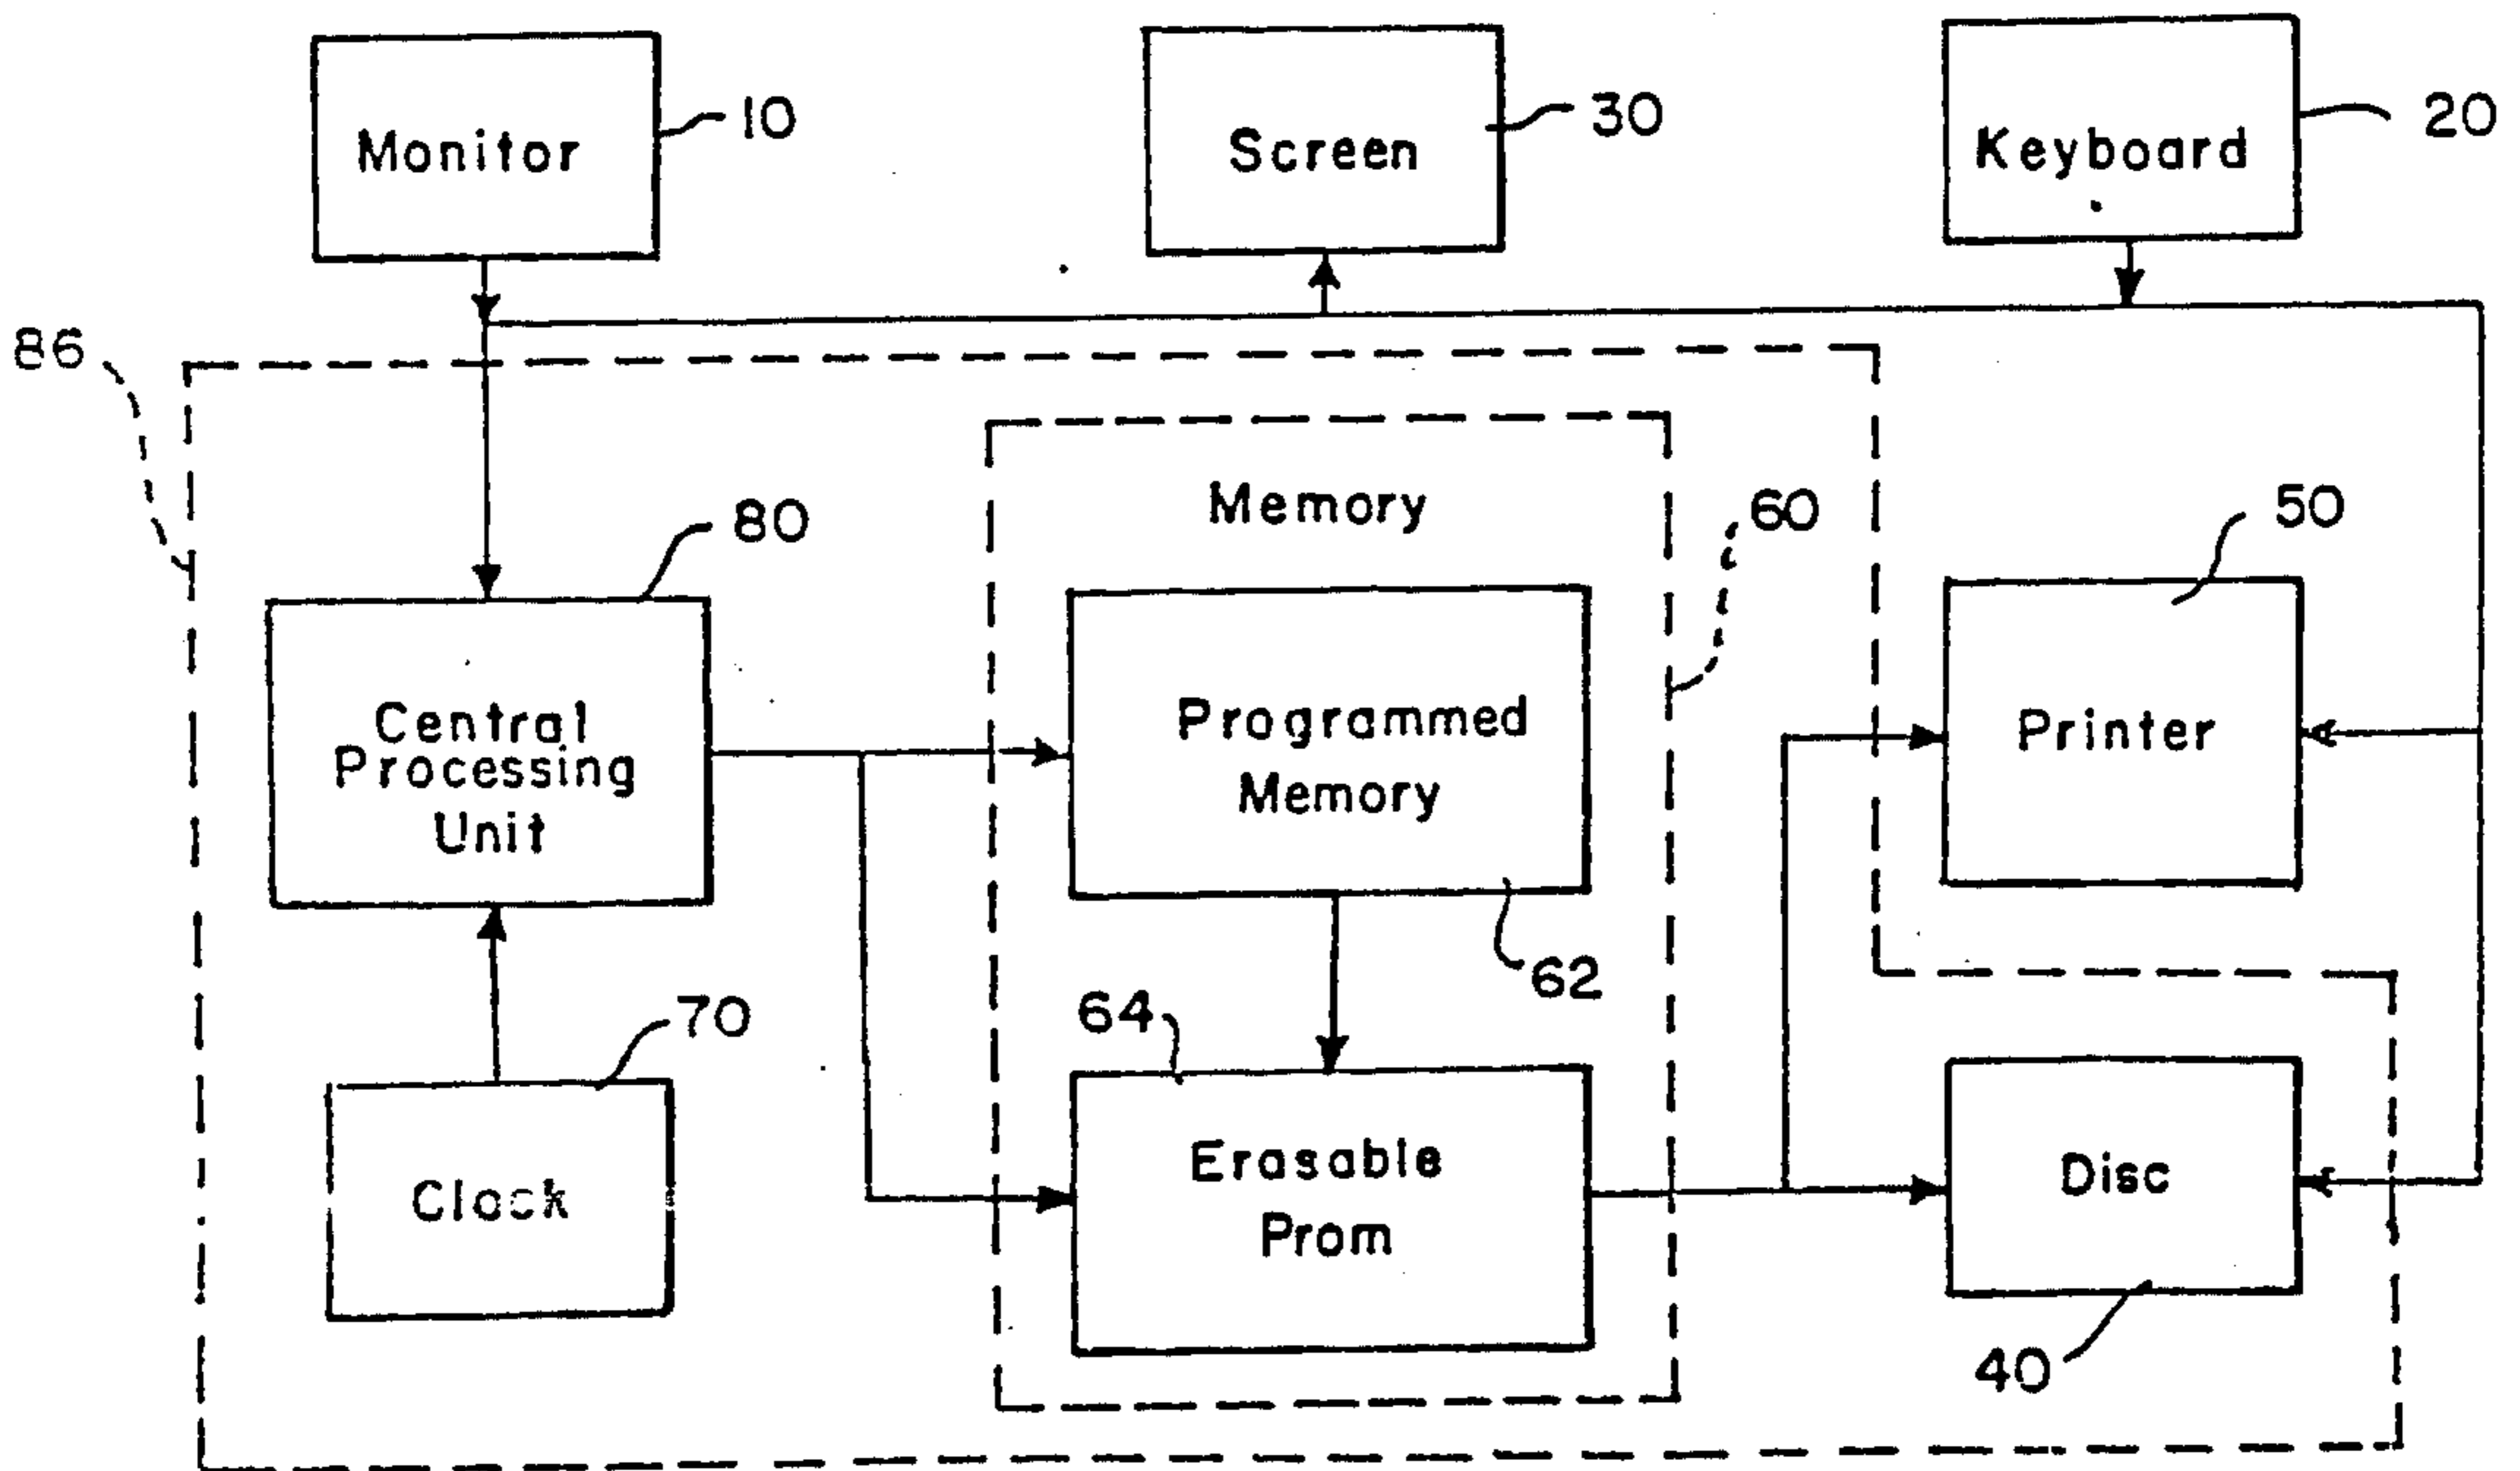 Monitor
10
Screen
30
Keyboard
20
86
80
Memory
60
50
Central
Processing
Unit
Programmed
Memory
Printer
62
64
70
Clock
Erasable
Prom
Disc
40